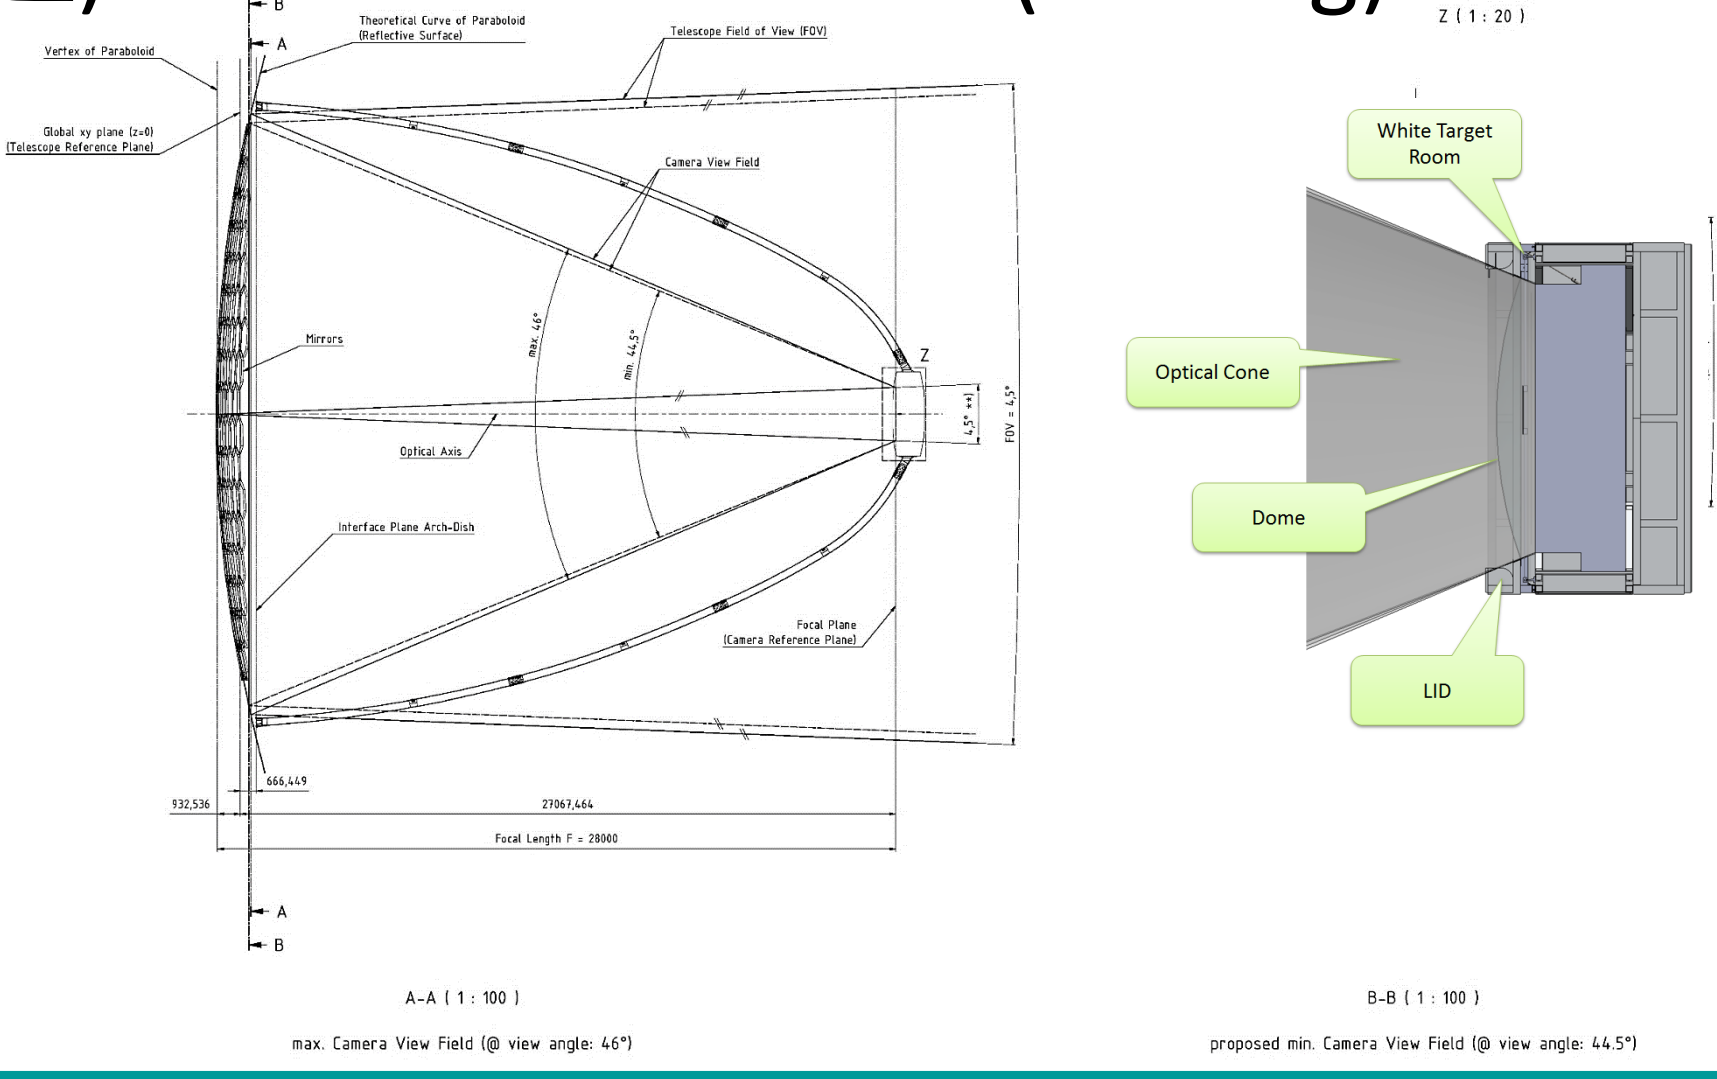 B
Theoretical Curve of Paraboloid
(Reflective Surface)
A
Vertex of Paraboloid
Telescope Field of View (FOV)
Z ( 1 : 20 )
Global xy plane (z=0)
(Telescope Reference Plane)
Camera View Field
White Target
Room
Mirrors
max. 46°
min. 44,5°
Z
Optical Cone
4,5° **)
FOV = 4,5°
Optical Axis
Interface Plane Arch-Dish
Dome
Focal Plane
(Camera Reference Plane)
LID
666,449
932,536
27067,464
Focal Length F = 28000
A
B
A-A ( 1 : 100 )
B-B ( 1 : 100 )
max. Camera View Field (@ view angle: 46°)
proposed min. Camera View Field (@ view angle: 44.5°)